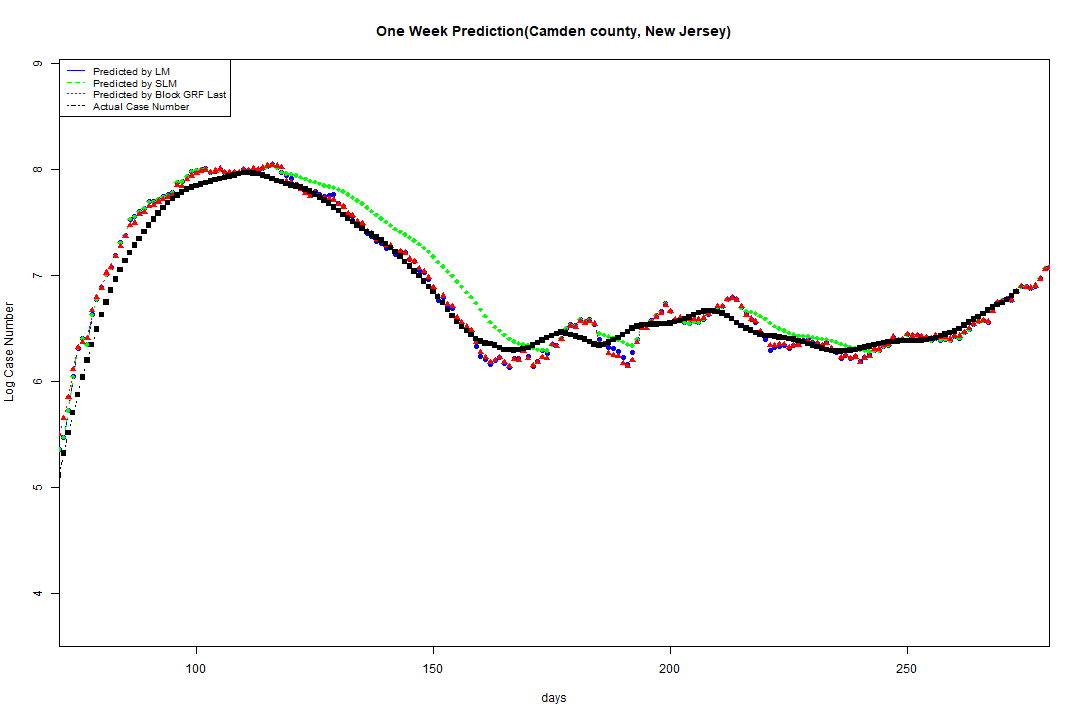 One Week Prediction(Camden county, New Jersey)
Predicted by LM
Predicted by SLM
Predicted by Block GRF Last
Actual Case Number
9
8
7
6
5
4
Log Case Number
100 150 200 250
days